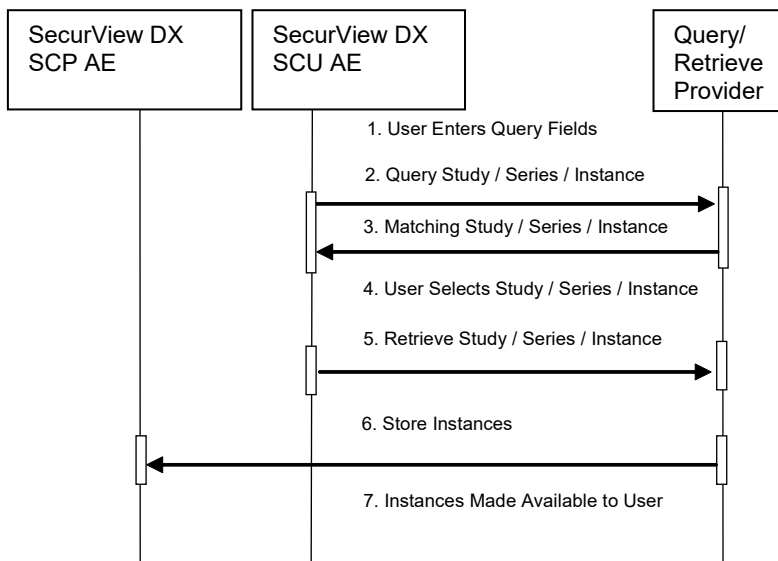 SecurView DX
SCP AE
SecurView DX
SCU AE
Query/
Retrieve
Provider
1. User Enters Query Fields
2. Query Study / Series / Instance
3. Matching Study / Series / Instance
4. User Selects Study / Series / Instance
5. Retrieve Study / Series / Instance
6. Store Instances
7. Instances Made Available to User